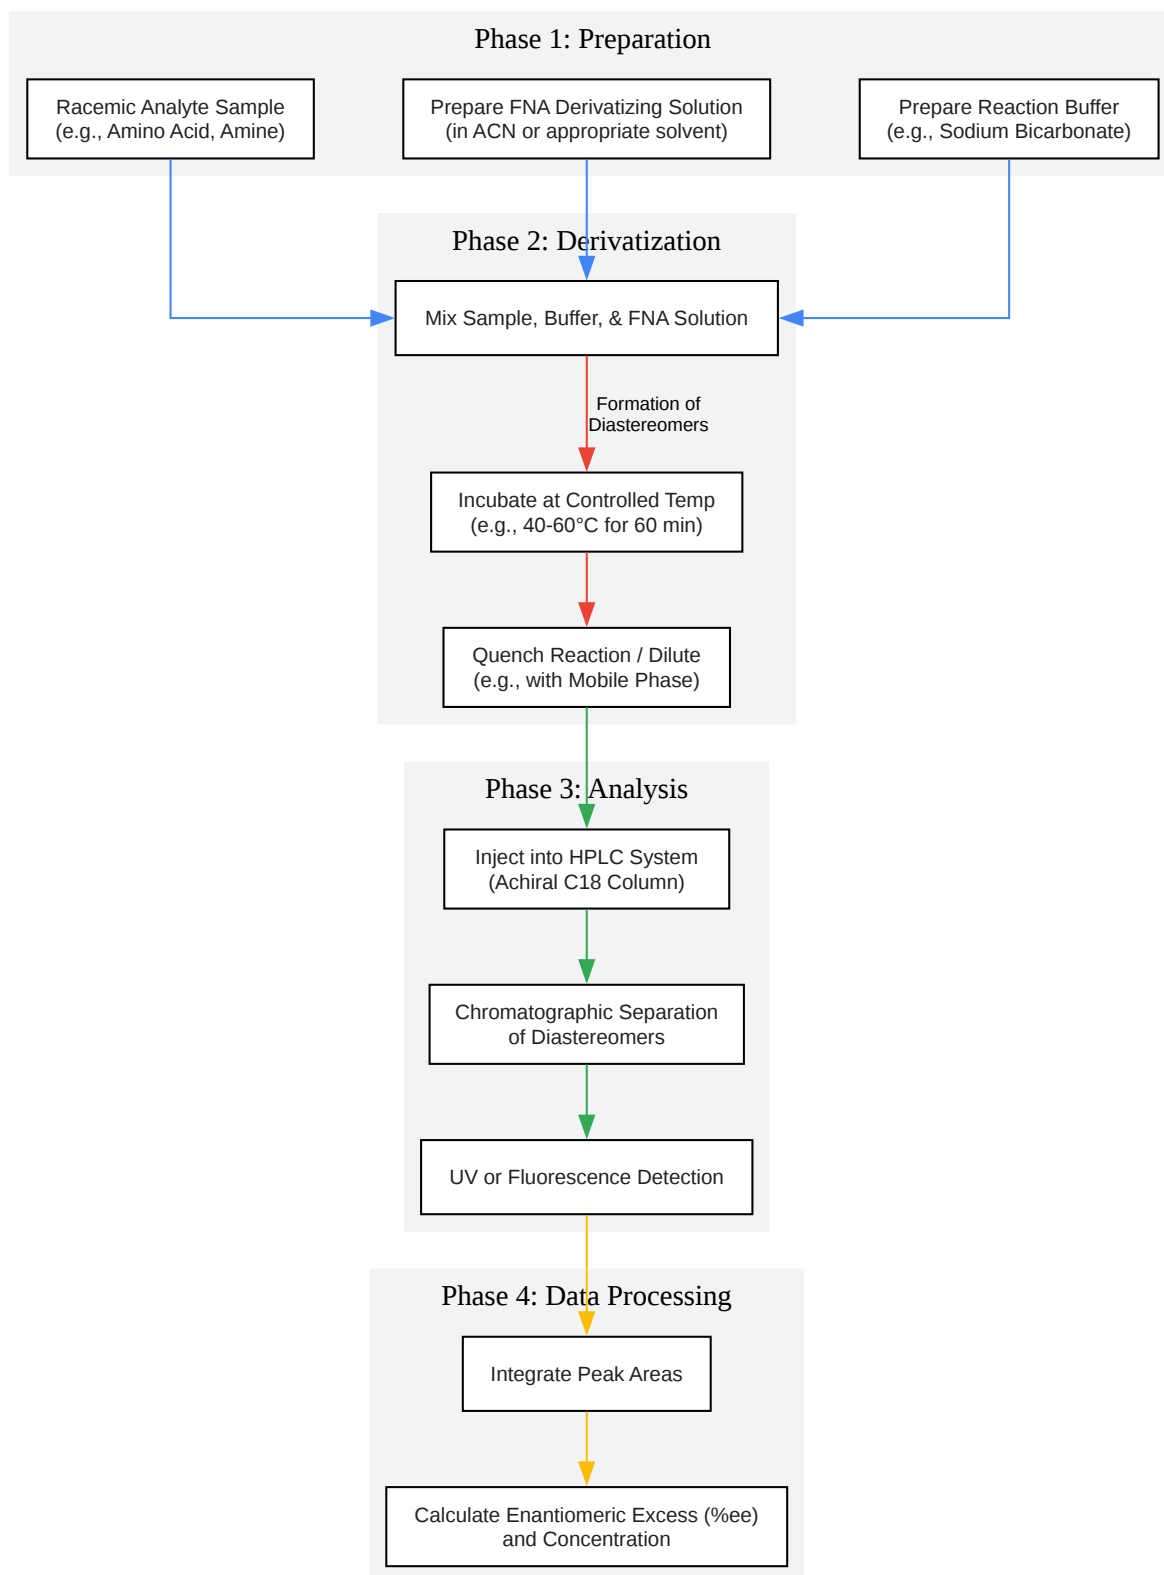 Phase 1: Preparation
Racemic Analyte Sample
(e.g., Amino Acid, Amine)
Prepare FNA Derivatizing Solution
(in ACN or appropriate solvent)
Prepare Reaction Buffer
(e.g., Sodium Bicarbonate)
Phase 2: Derivatization
Mix Sample, Buffer, & FNA Solution
Formation of
Diastereomers
Incubate at Controlled Temp
(e.g., 40-60°C for 60 min)
Quench Reaction / Dilute
(e.g., with Mobile Phase)
Phase 3: Analysis
Inject into HPLC System
(Achiral C18 Column)
Chromatographic Separation
of Diastereomers
UV or Fluorescence Detection
Phase 4: Data Processing
Integrate Peak Areas
Calculate Enantiomeric Excess (%ee)
and Concentration